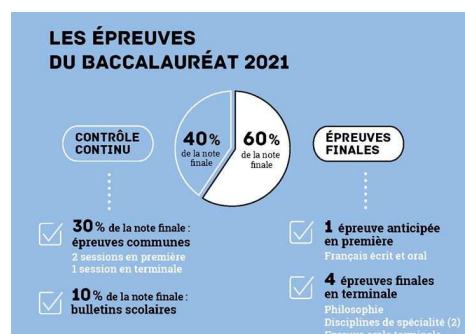 LES ÉPREUVES
DU BACCALAURÉAT 2021
CONTRÔLE
CONTINU
40%
de la note
finale
60%
de la note
finale
ÉPREUVES
FINALES
30% de la note finale :
épreuves communes
2 sessions en première
1 session en terminale
10% de la note finale :
bulletins scolaires
1 épreuve anticipée
en première
Français écrit et oral
4 épreuves finales
en terminale
Philosophie
Disciplines de spécialité (2)